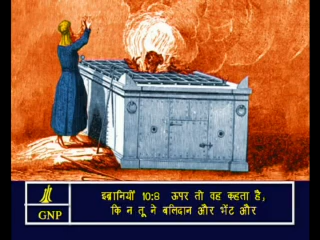 इब्रानियों 10:8 ऊपर तो वह कहता है,
कि न तू ने बलिदान और भेंट और
GNP